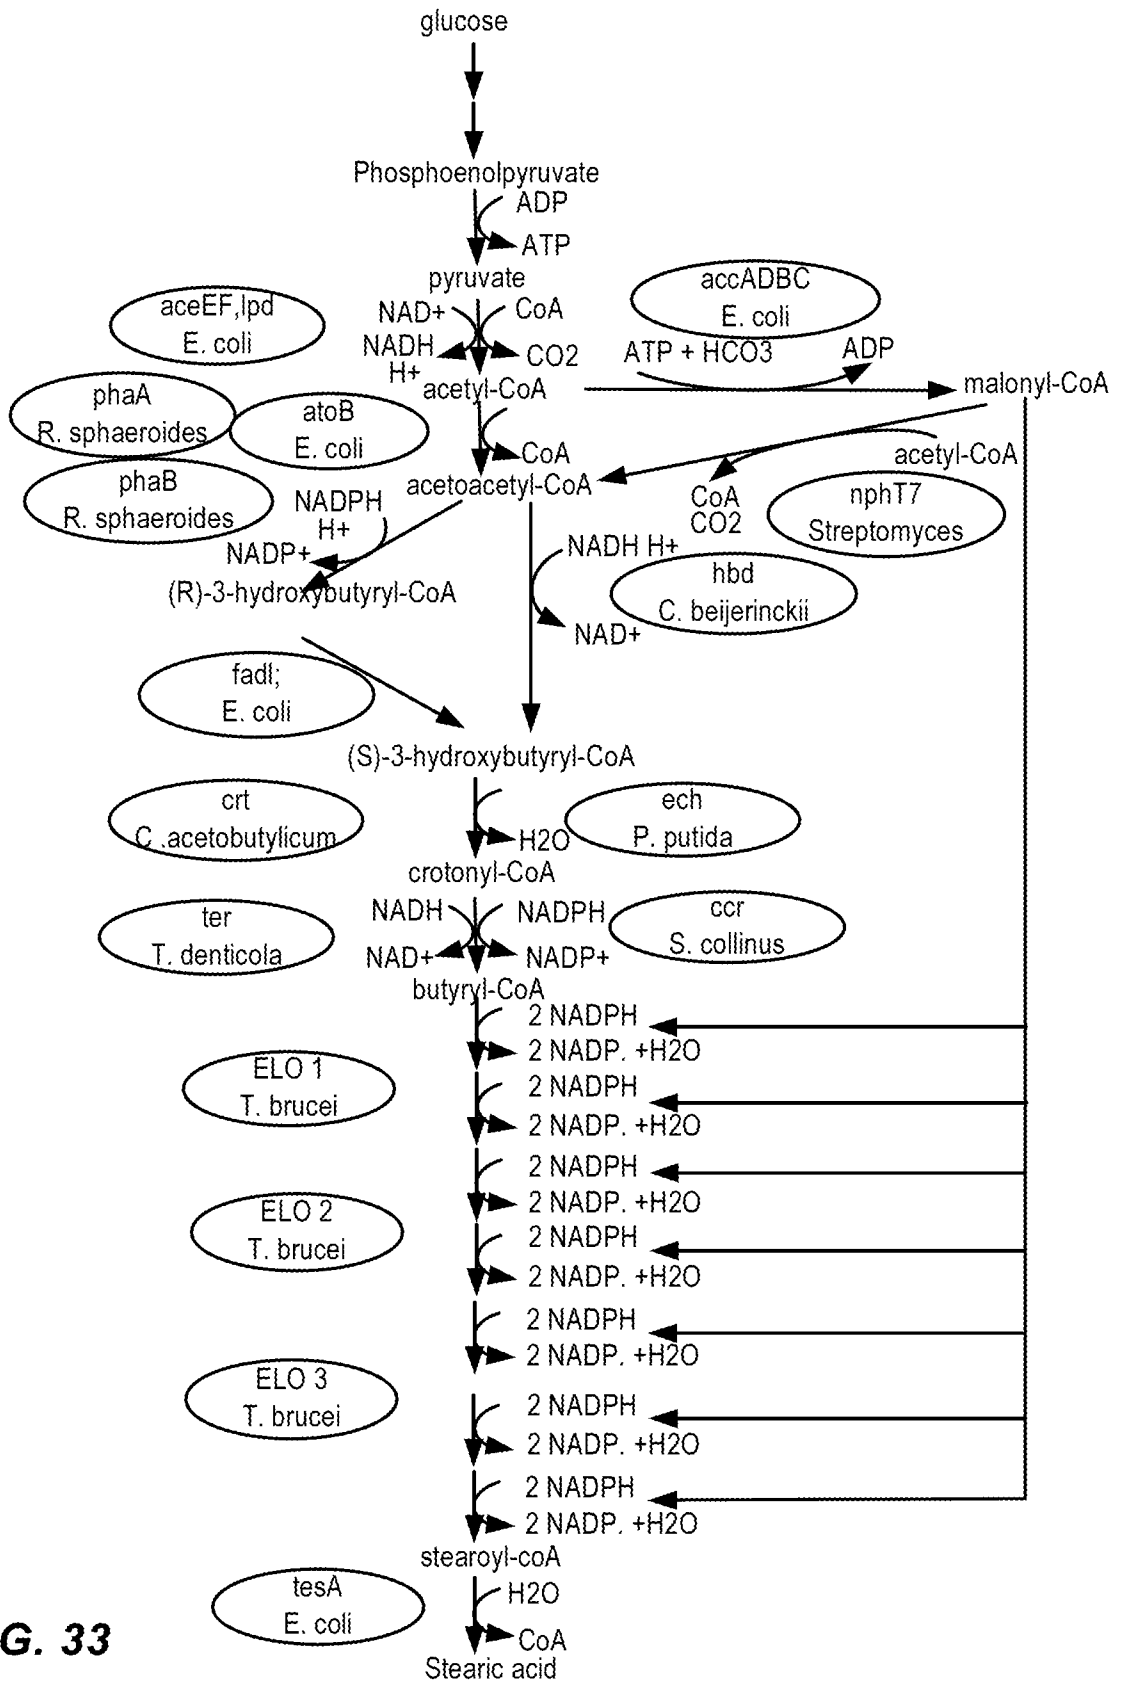 glucose
Phosphoenolpyruvate
ADP
ATP
pyruvate
aceEF,lpd
E. coli
NAD+
CoA
NADH
H+
CO2
accADBC
E. coli
ATP + HCO3
ADP
acetyl-CoA
malonyl-CoA
phaA
R. sphaeroides
atoB
E. coli
CoA
acetyl-CoA
acetoacetyl-CoA
CoA
CO2
phaB
R. sphaeroides
nphT7
Streptomyces
NADPH
H+
NADP+
NADH H+
NAD+
hbd
C. beijerinckii
(R)-3-hydroxybutyryl-CoA
fadI;
E. coli
(S)-3-hydroxybutyryl-CoA
crt
C .acetobutylicum
H2O
ech
P. putida
crotonyl-CoA
ter
T. denticola
NADH
NADPH
NAD+
NADP+
ccr
S. collinus
butyryl-CoA
2 NADPH
2 NADP. +H2O
ELO 1
T. brucei
2 NADPH
2 NADP. +H2O
2 NADPH
2 NADP. +H2O
ELO 2
T. brucei
2 NADPH
2 NADP. +H2O
2 NADPH
2 NADP. +H2O
ELO 3
T. brucei
2 NADPH
2 NADP. +H2O
2 NADPH
2 NADP. +H2O
stearoyl-coA
tesA
E. coli
H2O
CoA
Stearic acid
G. 33